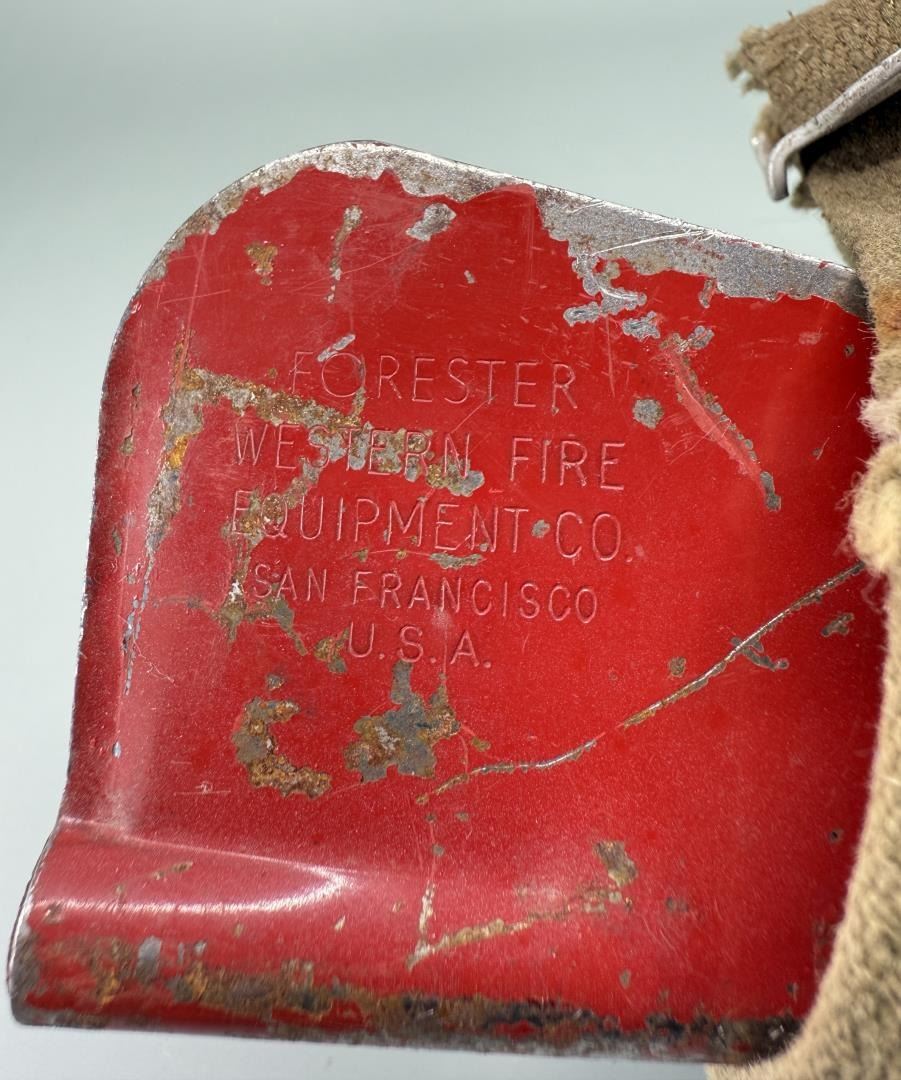 FORESTER
WESTERN FIRE
EQUIPMENT CO.
SAN FRANCISCO
U.S.A.